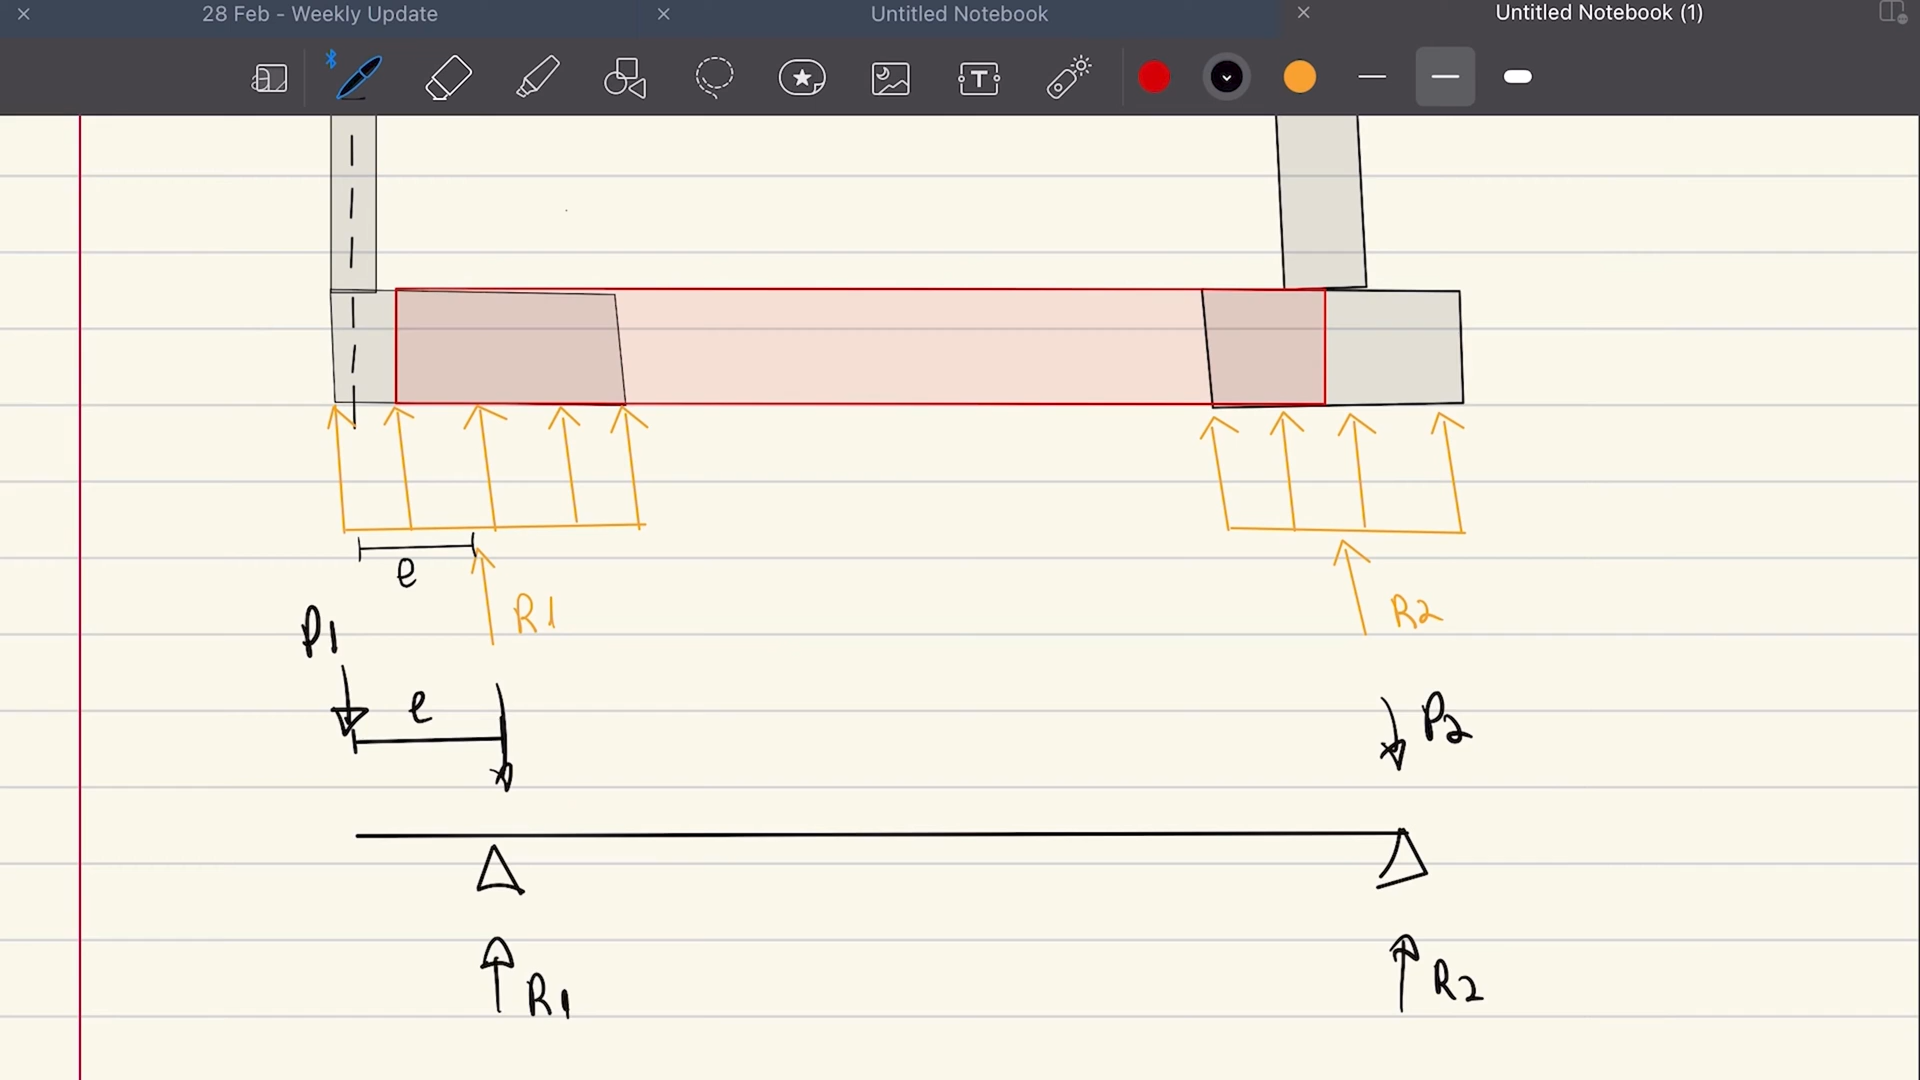 28 Feb - Weekly Update
Untitled Notebook
Untitled Notebook (1)
T
e
R1
R2
P1
e
P2
R1
R2